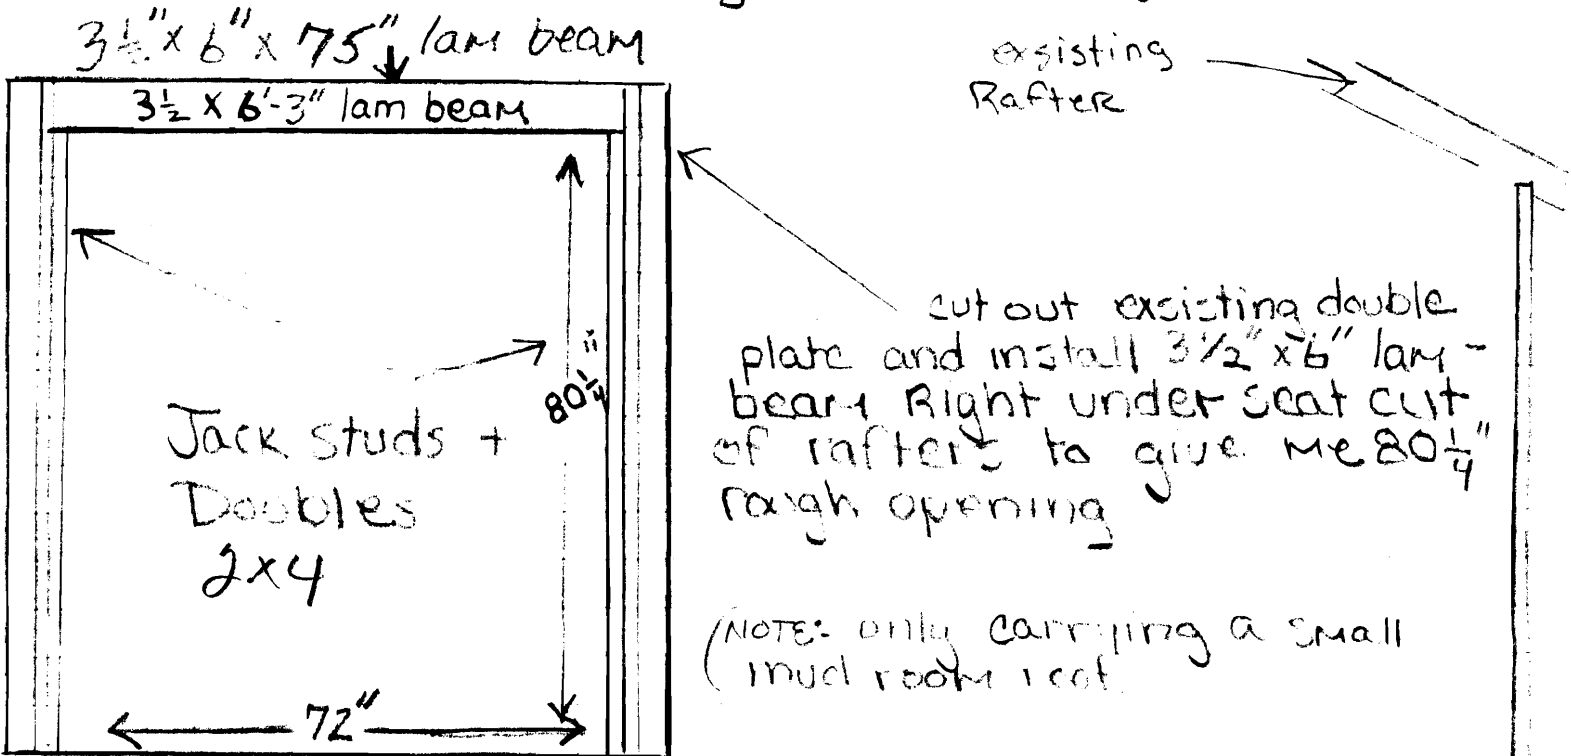 3½" x 6" x 75" lam beam
3½ x 6'-3" lam beam
80¼"
Jack studs +
Doubles
2x4
72"
exsisting
Rafter
cut out exsisting double
plate and install 3½" x 6" lam-
beam Right under seat cut
of rafters to give me 80¼"
rough opening
(NOTE: only carrying a small
mud room roof